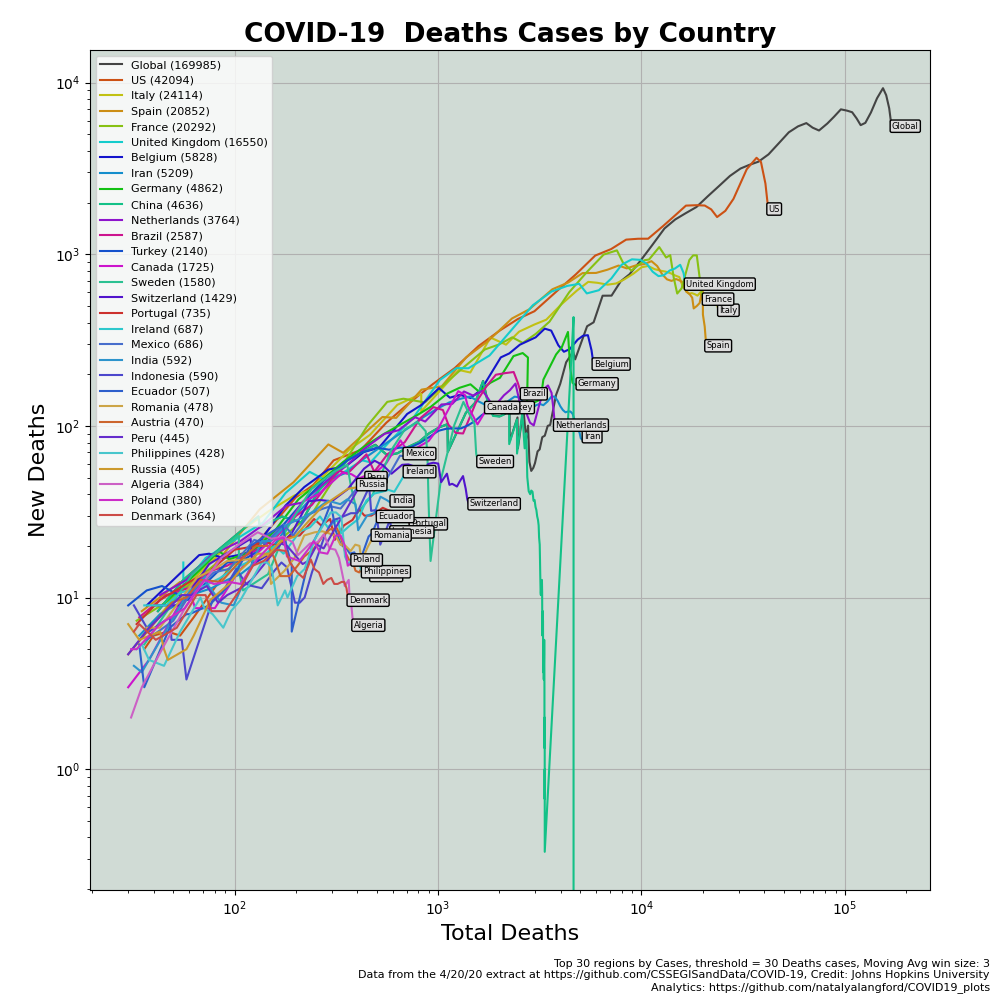 COVID-19  Deaths Cases by Country
Global (169985)
US (42094)
Italy (24114)
Spain (20852)
France (20292)
United Kingdom (16550)
Belgium (5828)
Iran (5209)
Germany (4862)
China (4636)
Netherlands (3764)
Brazil (2587)
Turkey (2140)
Canada (1725)
Sweden (1580)
Switzerland (1429)
Portugal (735)
Ireland (687)
Mexico (686)
India (592)
Indonesia (590)
Ecuador (507)
Romania (478)
Austria (470)
Peru (445)
Philippines (428)
Russia (405)
Algeria (384)
Poland (380)
Denmark (364)
New Deaths
10⁴
10³
10²
10¹
10⁰
Global
US
United Kingdom
France
Italy
Spain
Belgium
Germany
Brazil
Canada
Netherlands
Iran
Mexico
Sweden
Ireland
Russia
India
Switzerland
Ecuador
Portugal
Romania
Poland
Philippines
Denmark
Algeria
10²
10³
10⁴
10⁵
Total Deaths
Top 30 regions by Cases, threshold = 30 Deaths cases, Moving Avg win size: 3
Data from the 4/20/20 extract at https://github.com/CSSEGISandData/COVID-19, Credit: Johns Hopkins University
Analytics: https://github.com/natalyalangford/COVID19_plots